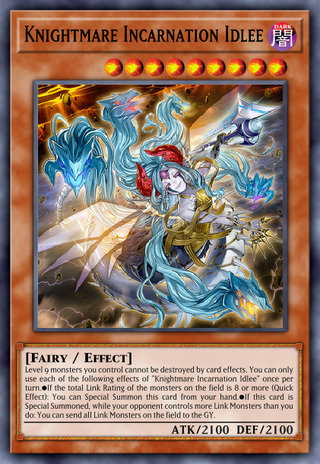 Knightmare Incarnation Idlee
DARK
闇
[Fairy / Effect]
Level 9 monsters you control cannot be destroyed by card effects. You can only
use each of the following effects of "Knightmare Incarnation Idlee" once per
turn.●If the total Link Rating of the monsters on the field is 8 or more (Quick
Effect): You can Special Summon this card from your hand.●If this card is
Special Summoned, while your opponent controls more Link Monsters than you
do: You can send all Link Monsters on the field to the GY.
ATK/2100 DEF/2100